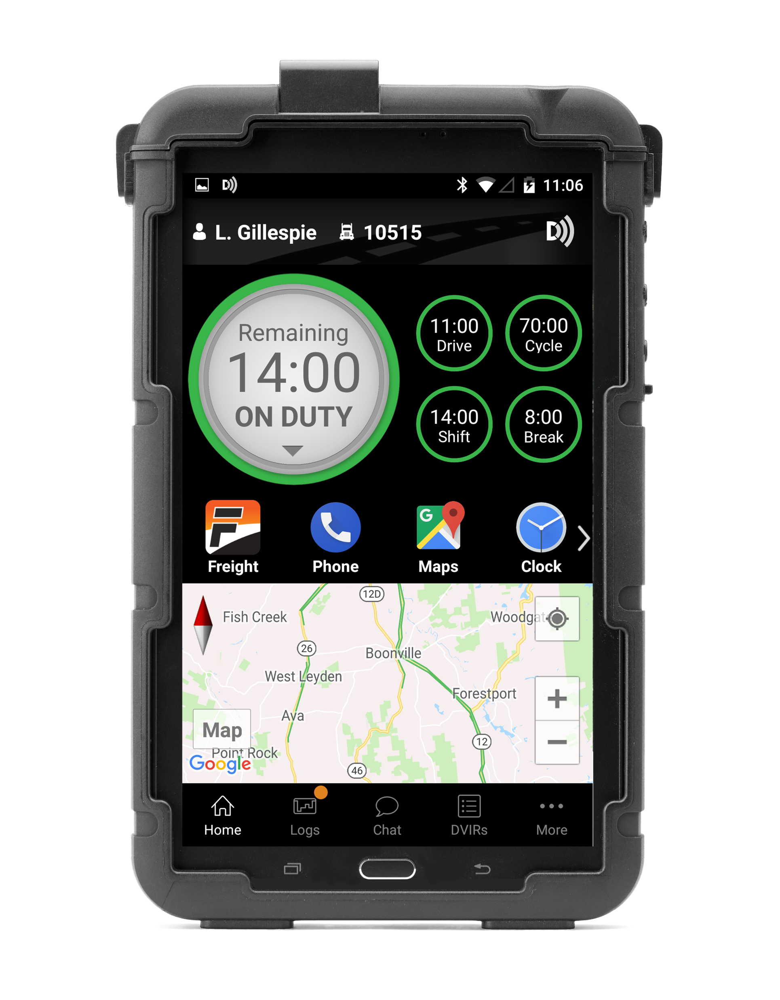 11:06
L. Gillespie 10515
Remaining
14:00
ON DUTY
11:00
Drive
70:00
Cycle
14:00
Shift
8:00
Break
Freight
Phone
Maps
Clock
12D
Fish Creek
26
Boonville
West Leyden
Forestport
Ava
Map
12
Point Rock
Google
46
Home
Logs
Chat
DVIRs
More